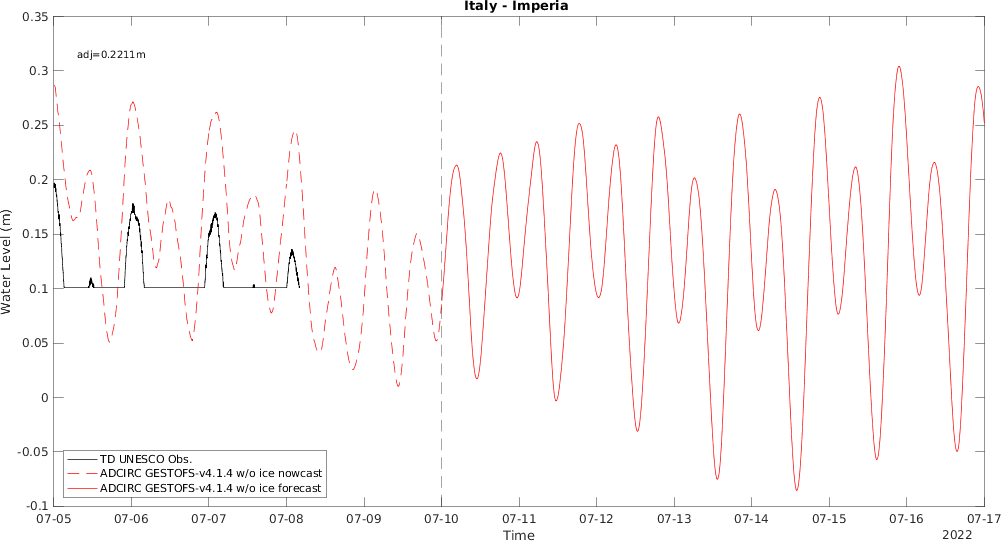 Italy - Imperia
adj=0.2211m
Water Level (m)
0.35
0.3
0.25
0.2
0.15
0.1
0.05
0
-0.05
-0.1
TD UNESCO Obs.
ADCIRC GESTOFS-v4.1.4 w/o ice nowcast
ADCIRC GESTOFS-v4.1.4 w/o ice forecast
07-05 07-06 07-07 07-08 07-09 07-10 07-11 07-12 07-13 07-14 07-15 07-16 07-17
Time
2022